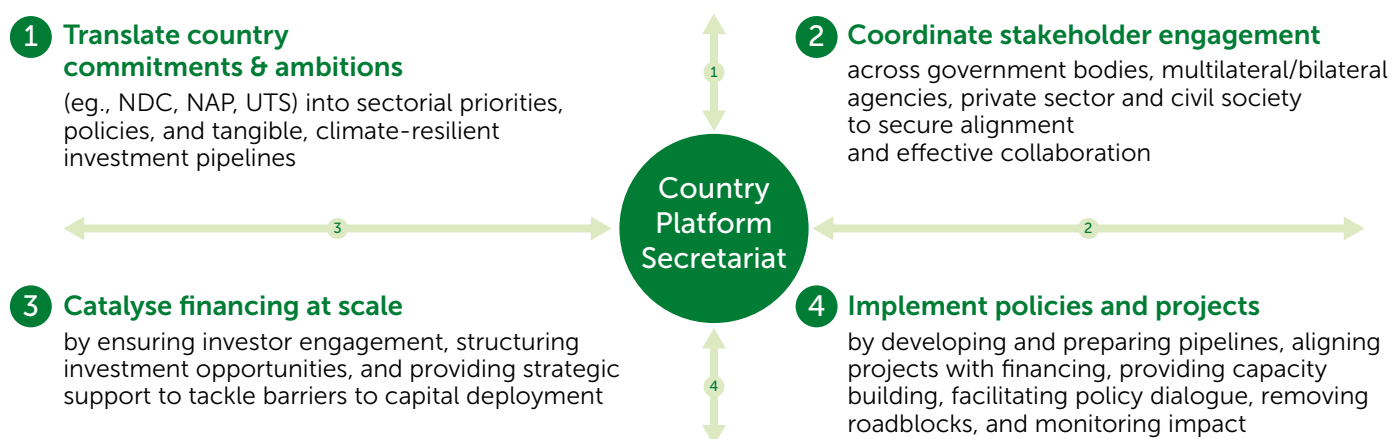 1 Translate country
commitments & ambitions
(eg., NDC, NAP, UTS) into sectorial priorities,
policies, and tangible, climate-resilient
investment pipelines
1
2 Coordinate stakeholder engagement
across government bodies, multilateral/bilateral
agencies, private sector and civil society
to secure alignment
and effective collaboration
3
Country
Platform
Secretariat
2
3 Catalyse financing at scale
by ensuring investor engagement, structuring
investment opportunities, and providing strategic
support to tackle barriers to capital deployment
4
4 Implement policies and projects
by developing and preparing pipelines, aligning
projects with financing, providing capacity
building, facilitating policy dialogue, removing
roadblocks, and monitoring impact